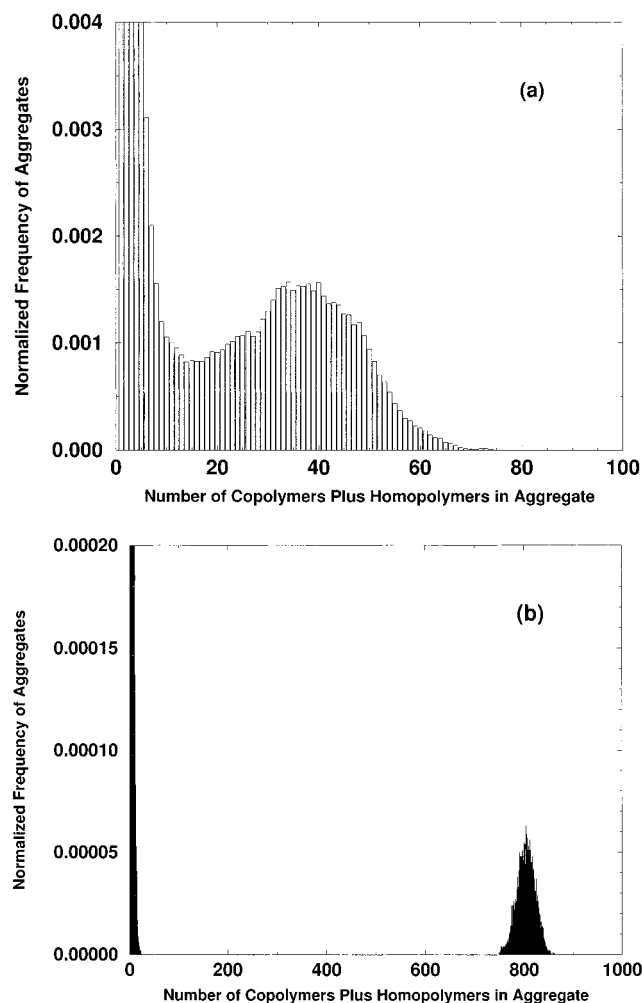 0.004
(a)
0.003
0.002
0.001
0.000
0 20 40 60 80 100
Normalized Frequency of Aggregates
Number of Copolymers Plus Homopolymers in Aggregate
0.00020
(b)
0.00015
0.00010
0.00005
0.00000
0 200 400 600 800 1000
Normalized Frequency of Aggregates
Number of Copolymers Plus Homopolymers in Aggregate